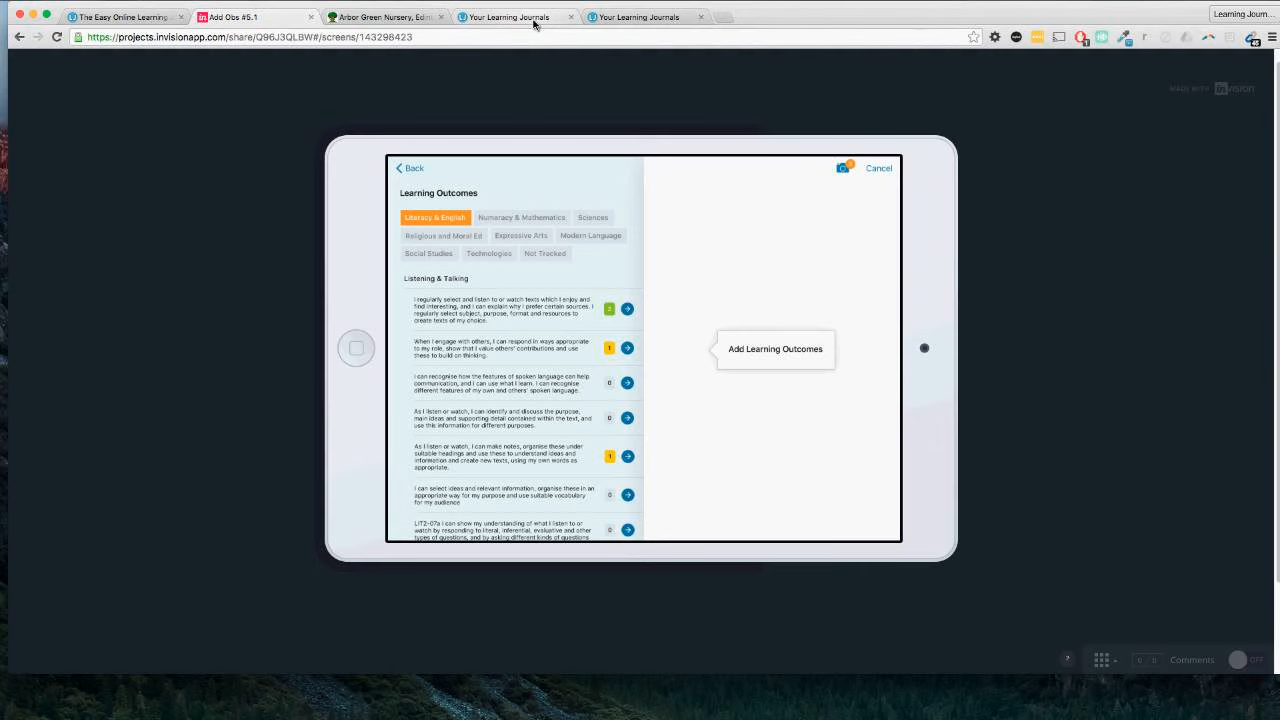 The Easy Online Learning
Add Obs #5.1
Arbor Green Nursery, Edin
Your Learning Journals
Your Learning Journals
Learning Journ...
https://projects.invisionapp.com/share/Q96J3QLBW#/screens/143298423
MADE WITH invision
Back
Cancel
Learning Outcomes
Literacy & English
Numaracy & Mathematics
Sciences
Religious and Moral Ed
Expressive Arts
Modern Language
Social Studies
Technologies
Not Tracked
Listening & Talking
I regularly select and listen to or watch texts which I enjoy and
find interesting, and I can explain why I prefer certain sources. I
regularly select subject, purpose, format and resources to
create texts of my choice.
2
When I engage with others, I can respond in ways appropriate
to my role, show that I value others' contributions and use
these to build on thinking.
1
I can recognise how the features of spoken language can help
communication, and I can use what I learn. I can recognise
different features of my own and others' spoken language.
0
As I listen or watch, I can identify and discuss the purpose,
main ideas and supporting detail contained within the text, and
use this information for different purposes.
0
As I listen or watch, I can make notes, organise these under
suitable headings and use these to understand ideas and
information and create new texts, using my own words as
appropriate.
1
I can select ideas and relevant information, organise these in an
appropriate way for my purpose and use suitable vocabulary
for my audience
0
LIT2-07a I can show my understanding of what I listen to or
watch by responding to literal, inferential, evaluative and other
types of questions, and by asking different kinds of questions
0
Add Learning Outcomes
?
0 / 0
Comments
OFF